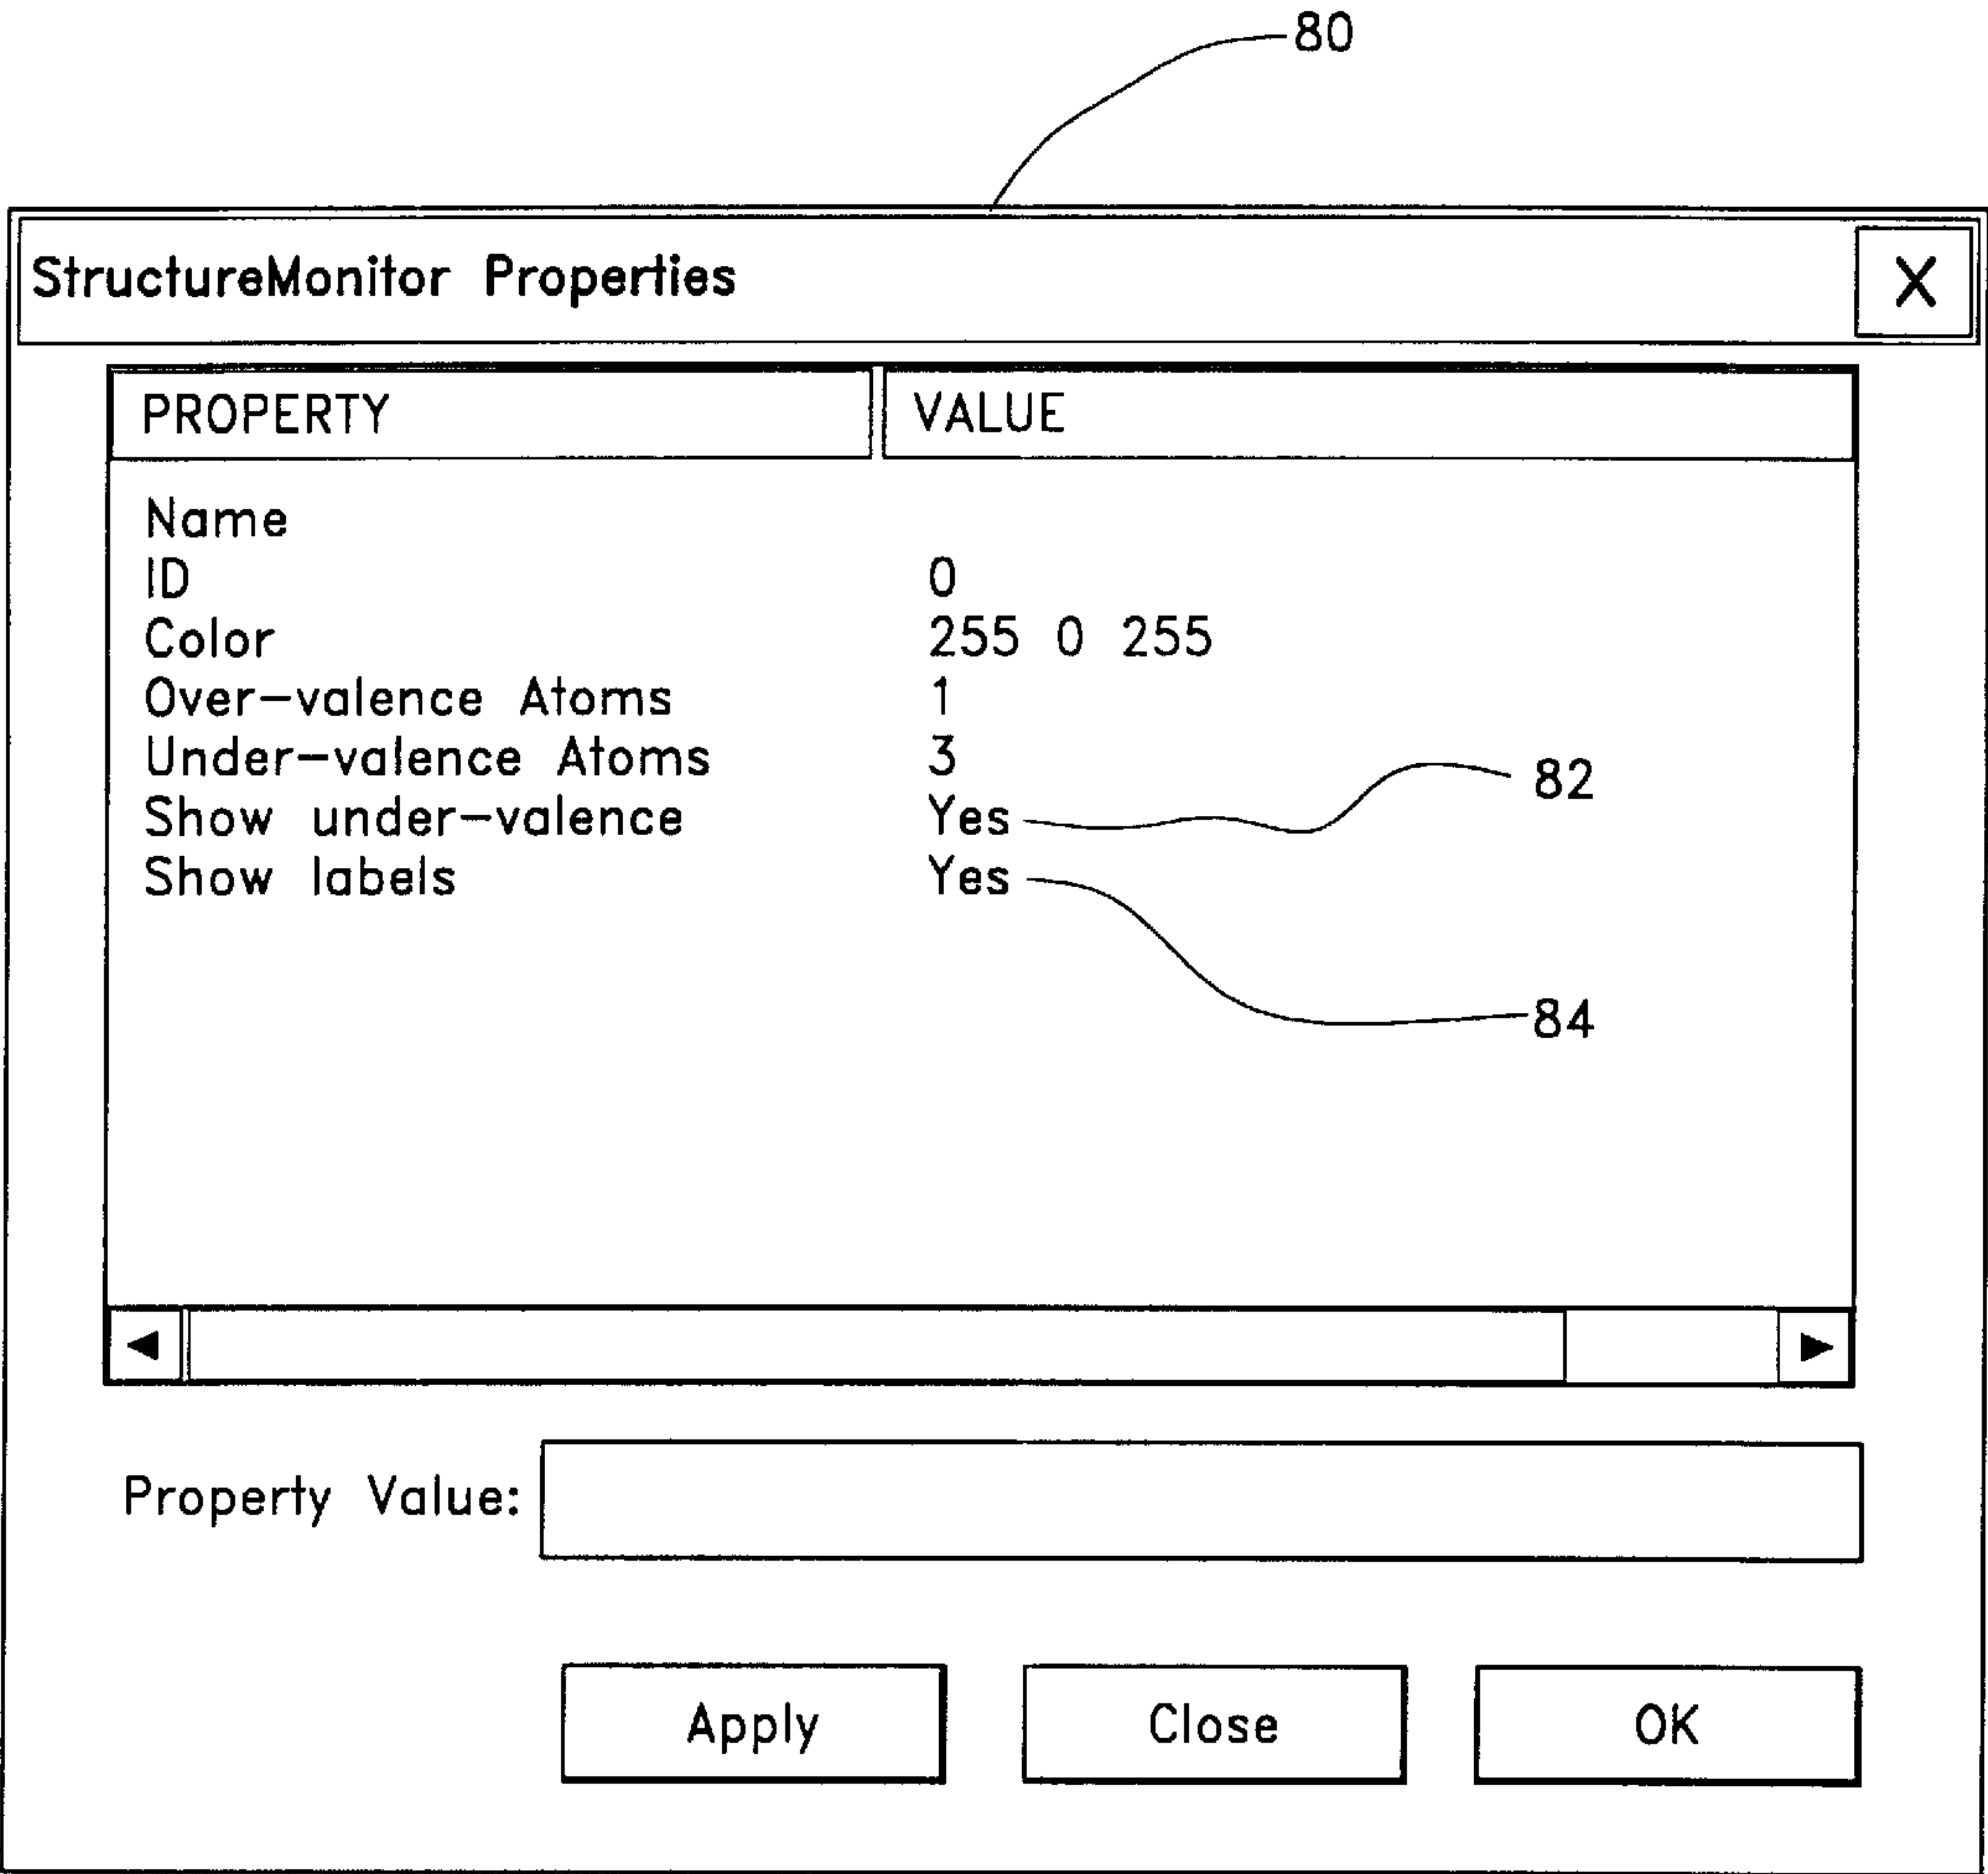 80
StructureMonitor Properties X
PROPERTY VALUE
Name
ID 0
Color 255 0 255
Over-valence Atoms 1
Under-valence Atoms 3
82
Show under-valence Yes
Show labels Yes
84
Property Value:
Apply Close OK